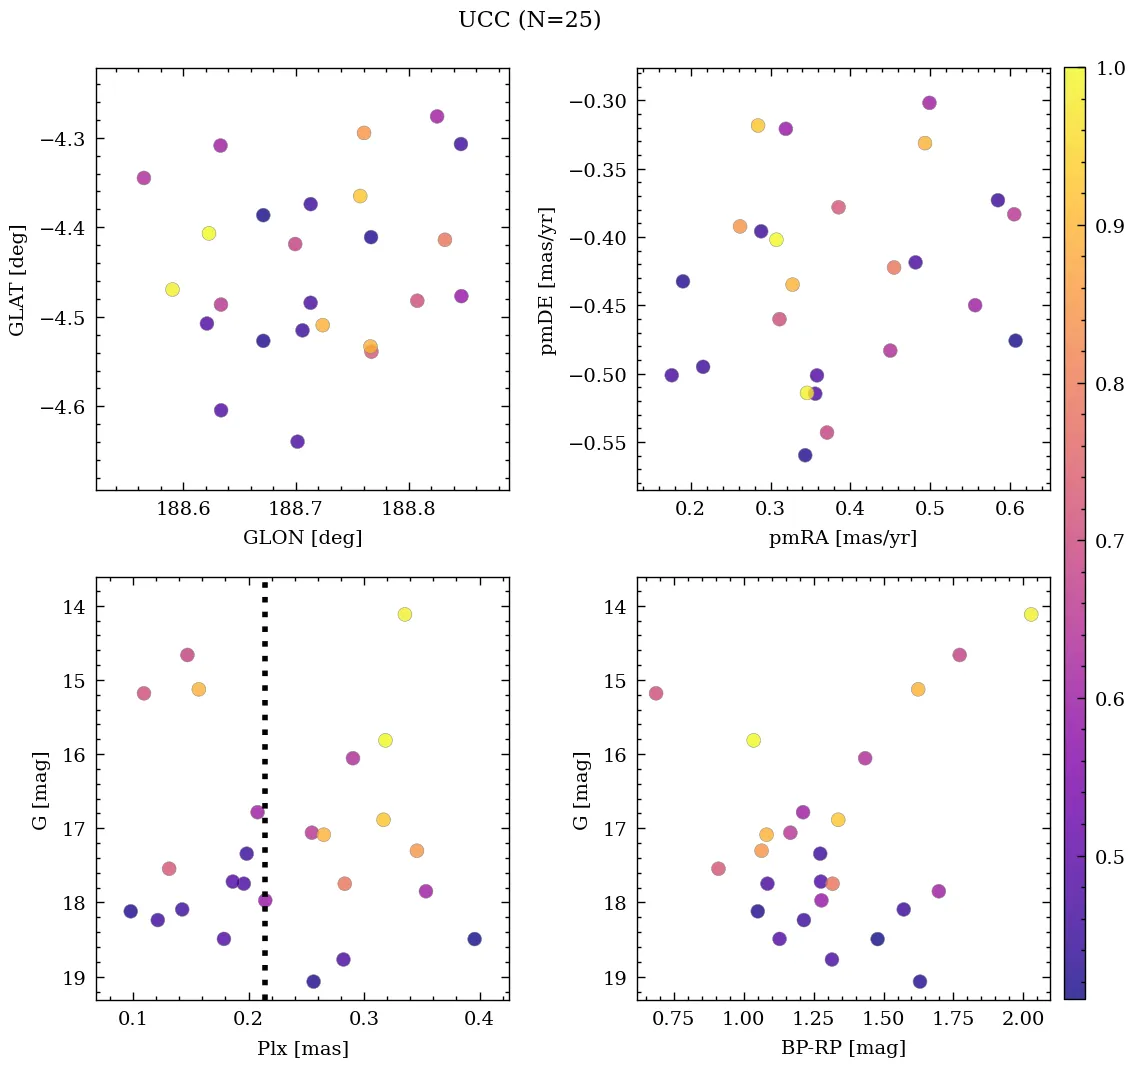 UCC (N=25)
GLAT [deg]
−4.3
−4.4
−4.5
−4.6
188.6 188.7 188.8
GLON [deg]
pmDE [mas/yr]
−0.30
−0.35
−0.40
−0.45
−0.50
−0.55
0.2 0.3 0.4 0.5 0.6
pmRA [mas/yr]
G [mag]
14
15
16
17
18
19
0.1 0.2 0.3 0.4
Plx [mas]
G [mag]
14
15
16
17
18
19
0.75 1.00 1.25 1.50 1.75 2.00
BP-RP [mag]
1.0
0.9
0.8
0.7
0.6
0.5